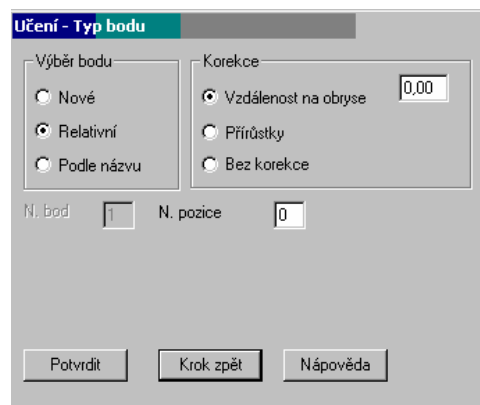 Učení - Typ bodu
Výběr bodu
Nové
Relativní
Podle názvu
Korekce
Vzdálenost na obryse 0,00
Přírůstky
Bez korekce
N. bod 1 N. pozice 0
Potvrdit Krok zpět Nápověda